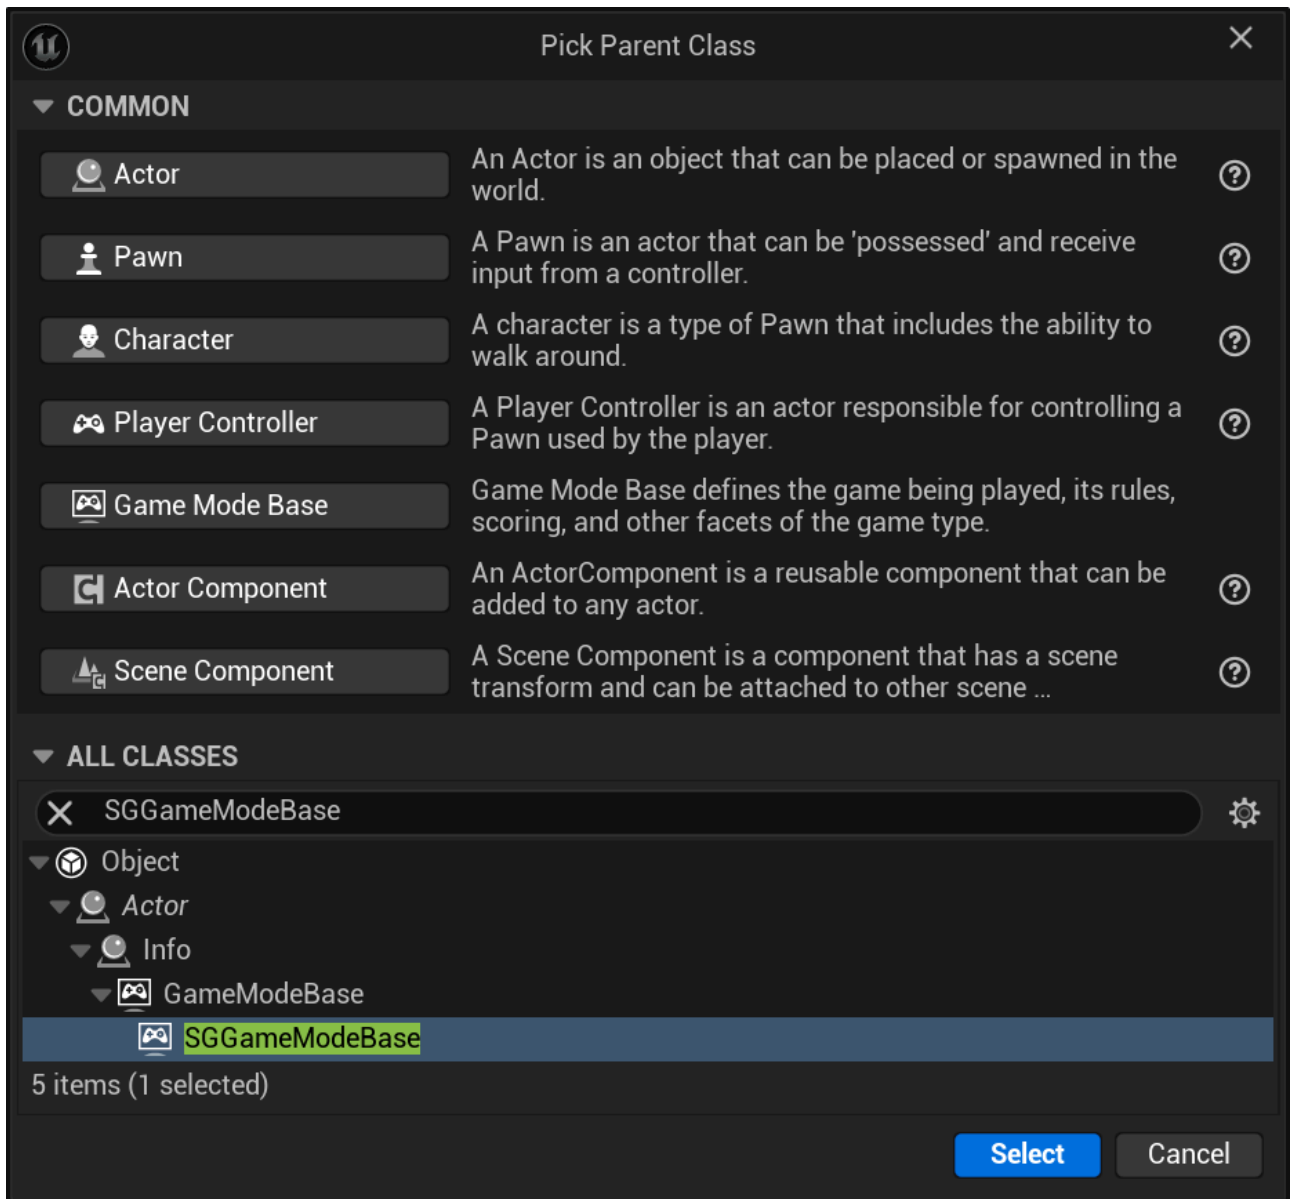 Pick Parent Class
COMMON
Actor
An Actor is an object that can be placed or spawned in the
world.
Pawn
A Pawn is an actor that can be 'possessed' and receive
input from a controller.
Character
A character is a type of Pawn that includes the ability to
walk around.
Player Controller
A Player Controller is an actor responsible for controlling a
Pawn used by the player.
Game Mode Base
Game Mode Base defines the game being played, its rules,
scoring, and other facets of the game type.
Actor Component
An ActorComponent is a reusable component that can be
added to any actor.
Scene Component
A Scene Component is a component that has a scene
transform and can be attached to other scene ...
ALL CLASSES
SGGameModeBase
Object
Actor
Info
GameModeBase
SGGameModeBase
5 items (1 selected)
Select
Cancel